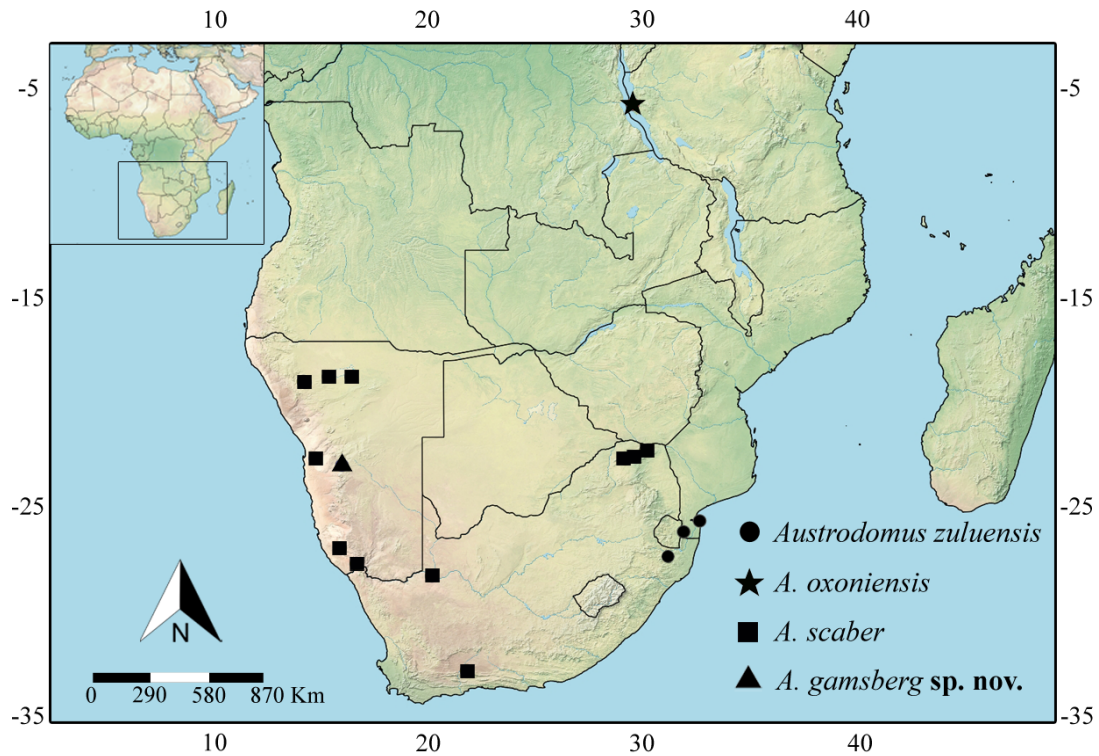 10 20 30 40
-5 -5
-15 -15
-25 -25
Austrodomus zuluensis
A. oxoniensis
A. scaber
A. gamsberg sp. nov.
N
0 290 580 870 Km
-35 -35
10 20 30 40